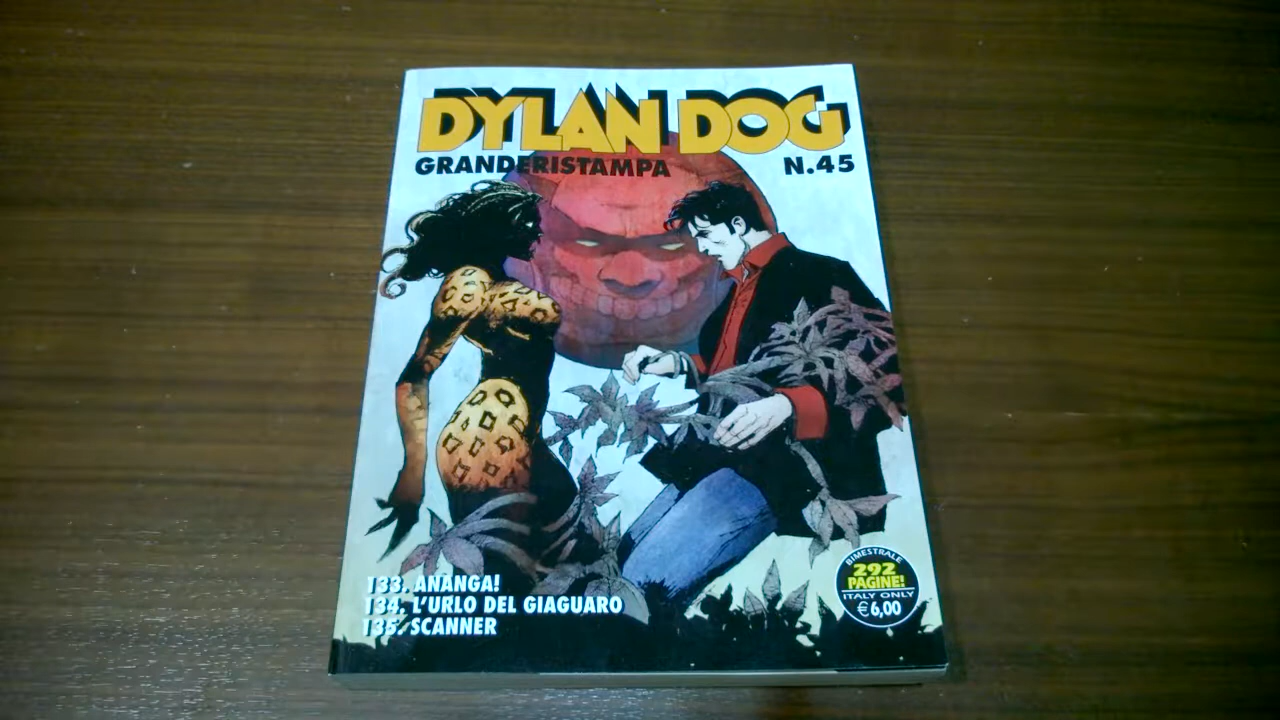 DYLAN DOG
GRANDERISTAMPA N.45
133. ANANGA!
134. L'URLO DEL GIAGUARO
135. SCANNER
BIMESTRALE
292
PAGINE!
ITALY ONLY
€6,00